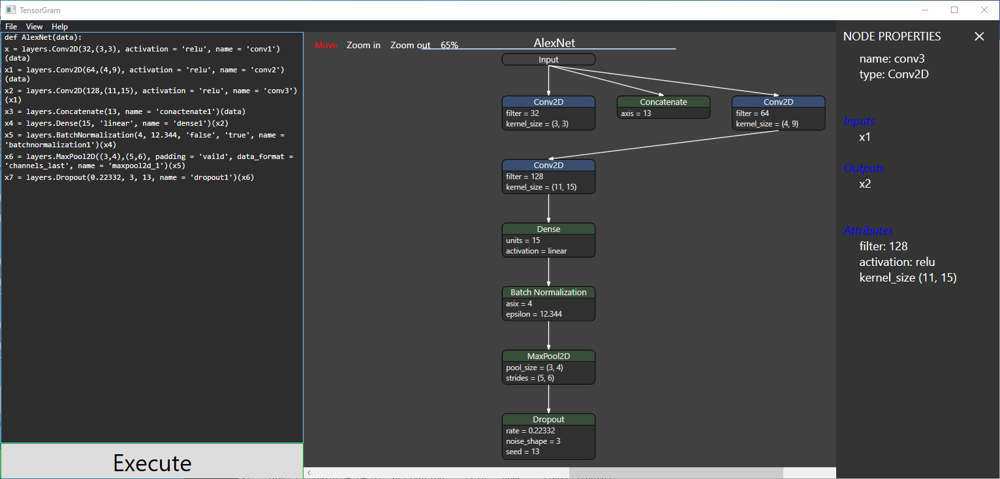 TensorGram
File View Help
def AlexNet(data):
x = layers.Conv2D(32,(3,3), activation = 'relu', name = 'conv1')
(data)
x1 = layers.Conv2D(64,(4,9), activation = 'relu', name = 'conv2')
(data)
x2 = layers.Conv2D(128,(11,15), activation = 'relu', name = 'conv3')
(x1)
x3 = layers.Concatenate(13, name = 'conactenate1')(data)
x4 = layers.Dense(15, 'linear', name = 'dense1')(x2)
x5 = layers.BatchNormalization(4, 12.344, 'false', 'true', name =
'batchnormalization1')(x4)
x6 = layers.MaxPool2D((3,4),(5,6), padding = 'vaild', data_format =
'channels_last', name = 'maxpool2d_1')(x5)
x7 = layers.Dropout(0.22332, 3, 13, name = 'dropout1')(x6)
Execute
Move Zoom in Zoom out 65%
AlexNet
Input
Conv2D
filter = 32
kernel_size = (3, 3)
Concatenate
axis = 13
Conv2D
filter = 64
kernel_size = (4, 9)
Conv2D
filter = 128
kernel_size = (11, 15)
Dense
units = 15
activation = linear
Batch Normalization
asix = 4
epsilon = 12.344
MaxPool2D
pool_size = (3, 4)
strides = (5, 6)
Dropout
rate = 0.22332
noise_shape = 3
seed = 13
NODE PROPERTIES
name: conv3
type: Conv2D
Inputs
x1
Outputs
x2
Attributes
filter: 128
activation: relu
kernel_size (11, 15)